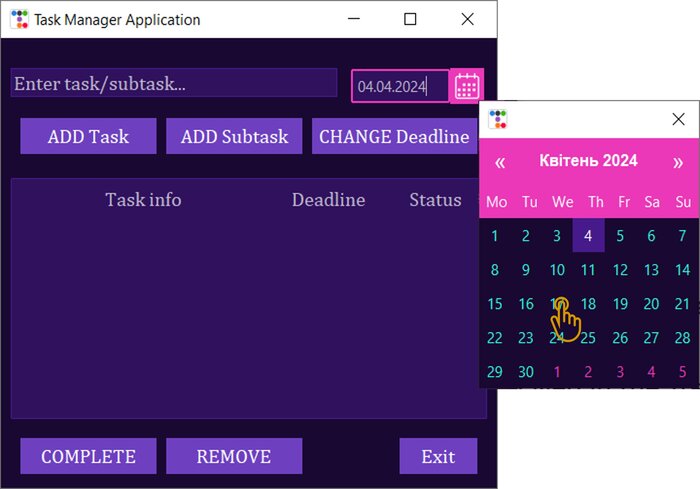 Task Manager Application
Enter task/subtask...
04.04.2024
ADD Task ADD Subtask CHANGE Deadline
Task info Deadline Status
COMPLETE REMOVE Exit
« Квітень 2024 »
Mo Tu We Th Fr Sa Su
1 2 3 4 5 6 7
8 9 10 11 12 13 14
15 16 17 18 19 20 21
22 23 24 25 26 27 28
29 30 1 2 3 4 5